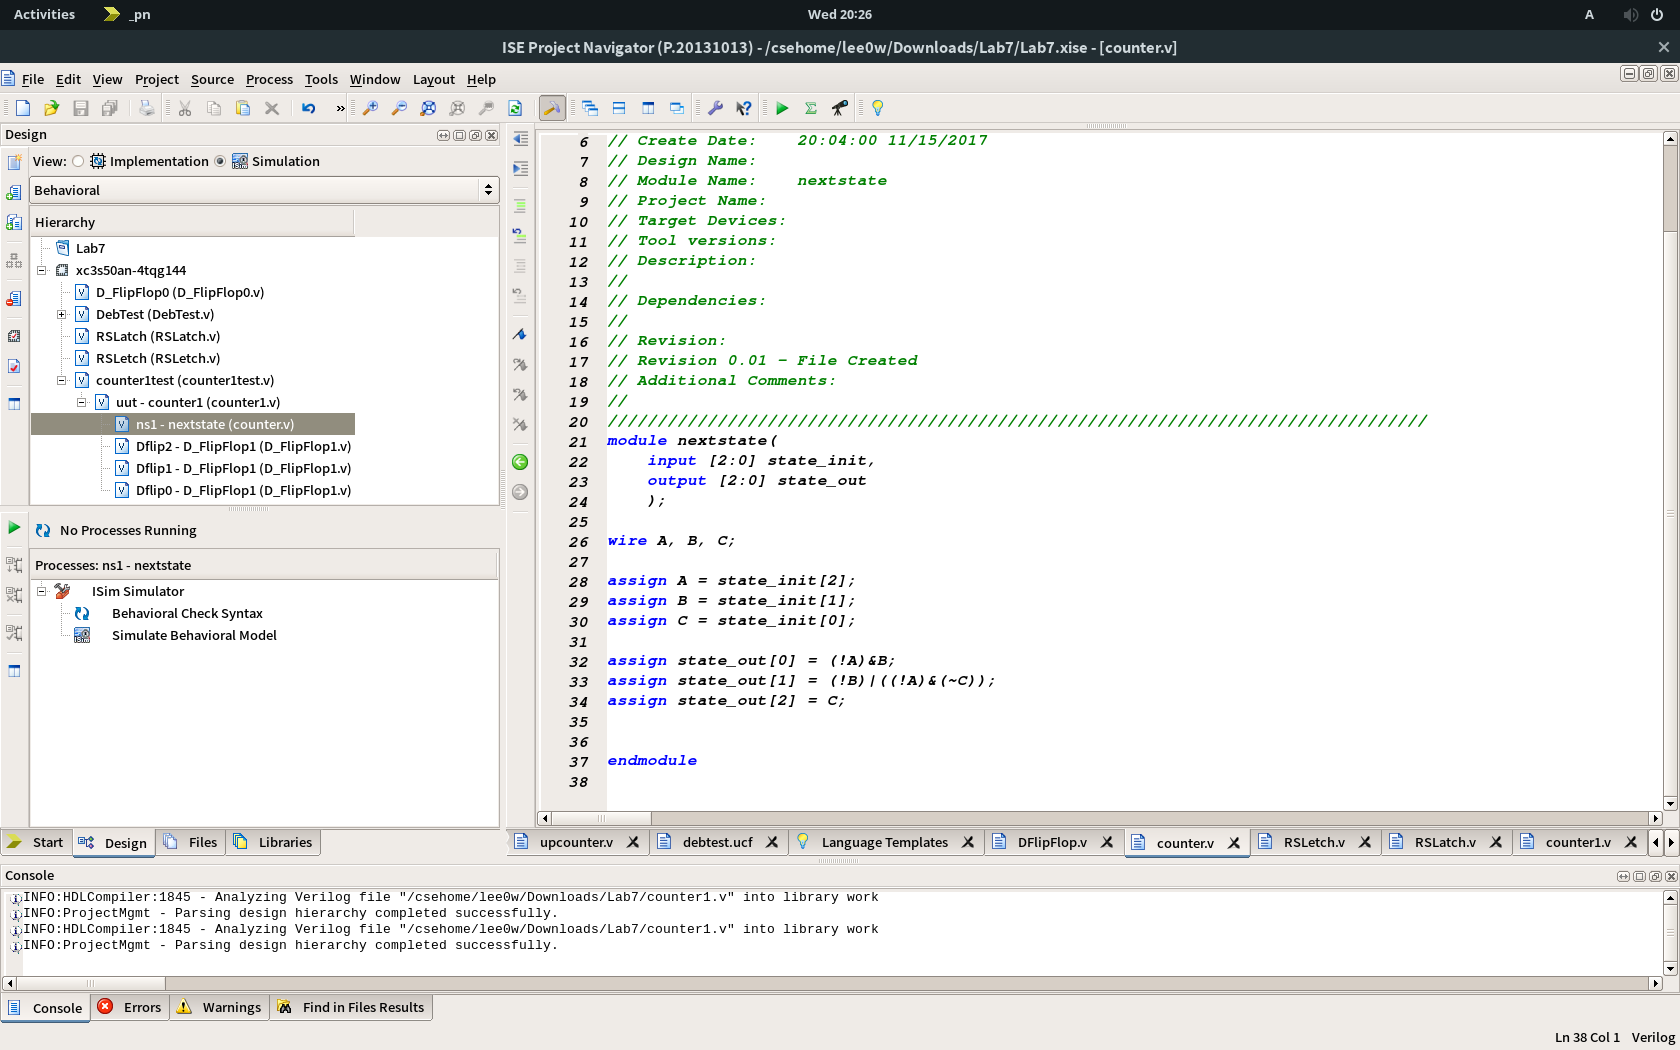 Activities _pn Wed 20:26 A
ISE Project Navigator (P.20131013) - /csehome/lee0w/Downloads/Lab7/Lab7.xise - [counter.v]
File Edit View Project Source Process Tools Window Layout Help
»
Design
View: Implementation Simulation
Behavioral
Hierarchy
Lab7
xc3s50an-4tqg144
D_FlipFlop0 (D_FlipFlop0.v)
DebTest (DebTest.v)
RSLatch (RSLatch.v)
RSLetch (RSLetch.v)
counter1test (counter1test.v)
uut - counter1 (counter1.v)
ns1 - nextstate (counter.v)
Dflip2 - D_FlipFlop1 (D_FlipFlop1.v)
Dflip1 - D_FlipFlop1 (D_FlipFlop1.v)
Dflip0 - D_FlipFlop1 (D_FlipFlop1.v)
No Processes Running
Processes: ns1 - nextstate
ISim Simulator
Behavioral Check Syntax
Simulate Behavioral Model
Start Design Files Libraries
6 // Create Date:    20:04:00 11/15/2017
7 // Design Name:
8 // Module Name:    nextstate
9 // Project Name:
10 // Target Devices:
11 // Tool versions:
12 // Description:
13 //
14 // Dependencies:
15 //
16 // Revision:
17 // Revision 0.01 - File Created
18 // Additional Comments:
19 //
20 //////////////////////////////////////////////////////////////////////////////////
21 module nextstate(
22     input [2:0] state_init,
23     output [2:0] state_out
24     );
25
26 wire A, B, C;
27
28 assign A = state_init[2];
29 assign B = state_init[1];
30 assign C = state_init[0];
31
32 assign state_out[0] = (!A)&B;
33 assign state_out[1] = (!B)|((!A)&(~C));
34 assign state_out[2] = C;
35
36
37 endmodule
38
upcounter.v debtest.ucf Language Templates DFlipFlop.v counter.v RSLetch.v RSLatch.v counter1.v
Console
INFO:HDLCompiler:1845 - Analyzing Verilog file "/csehome/lee0w/Downloads/Lab7/counter1.v" into library work
INFO:ProjectMgmt - Parsing design hierarchy completed successfully.
INFO:HDLCompiler:1845 - Analyzing Verilog file "/csehome/lee0w/Downloads/Lab7/counter1.v" into library work
INFO:ProjectMgmt - Parsing design hierarchy completed successfully.
Console Errors Warnings Find in Files Results
Ln 38 Col 1 Verilog